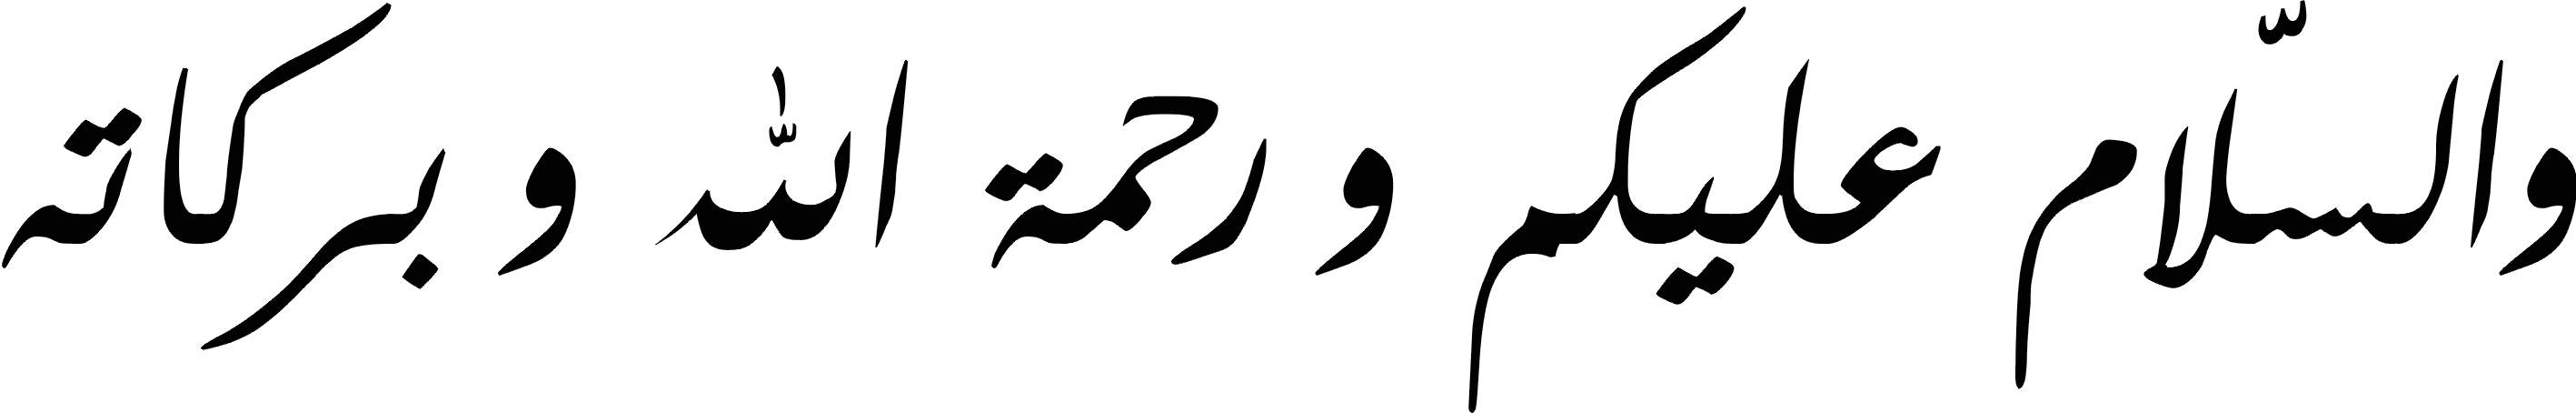 والسّلام عليكم و رحمة الله و بركاته